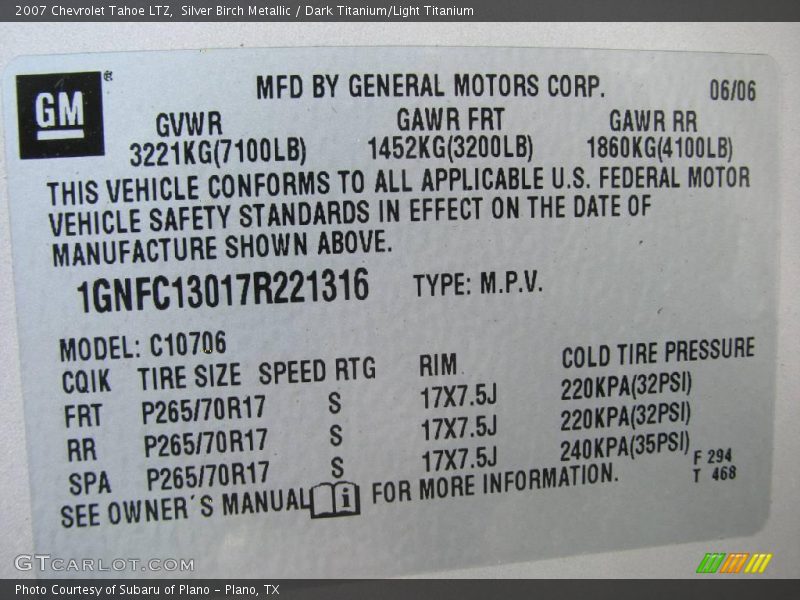 2007 Chevrolet Tahoe LTZ, Silver Birch Metallic / Dark Titanium/Light Titanium
GM ®
MFD BY GENERAL MOTORS CORP. 06/06
GVWR GAWR FRT GAWR RR
3221KG(7100LB) 1452KG(3200LB) 1860KG(4100LB)
THIS VEHICLE CONFORMS TO ALL APPLICABLE U.S. FEDERAL MOTOR
VEHICLE SAFETY STANDARDS IN EFFECT ON THE DATE OF
MANUFACTURE SHOWN ABOVE.
1GNFC13017R221316 TYPE: M.P.V.
MODEL: C10706
CQIK TIRE SIZE SPEED RTG RIM COLD TIRE PRESSURE
FRT P265/70R17 S 17X7.5J 220KPA(32PSI)
RR P265/70R17 S 17X7.5J 220KPA(32PSI)
SPA P265/70R17 S 17X7.5J 240KPA(35PSI)
F 294
T 468
SEE OWNER'S MANUAL i FOR MORE INFORMATION.
GTCARLOT.COM
Photo Courtesy of Subaru of Plano - Plano, TX